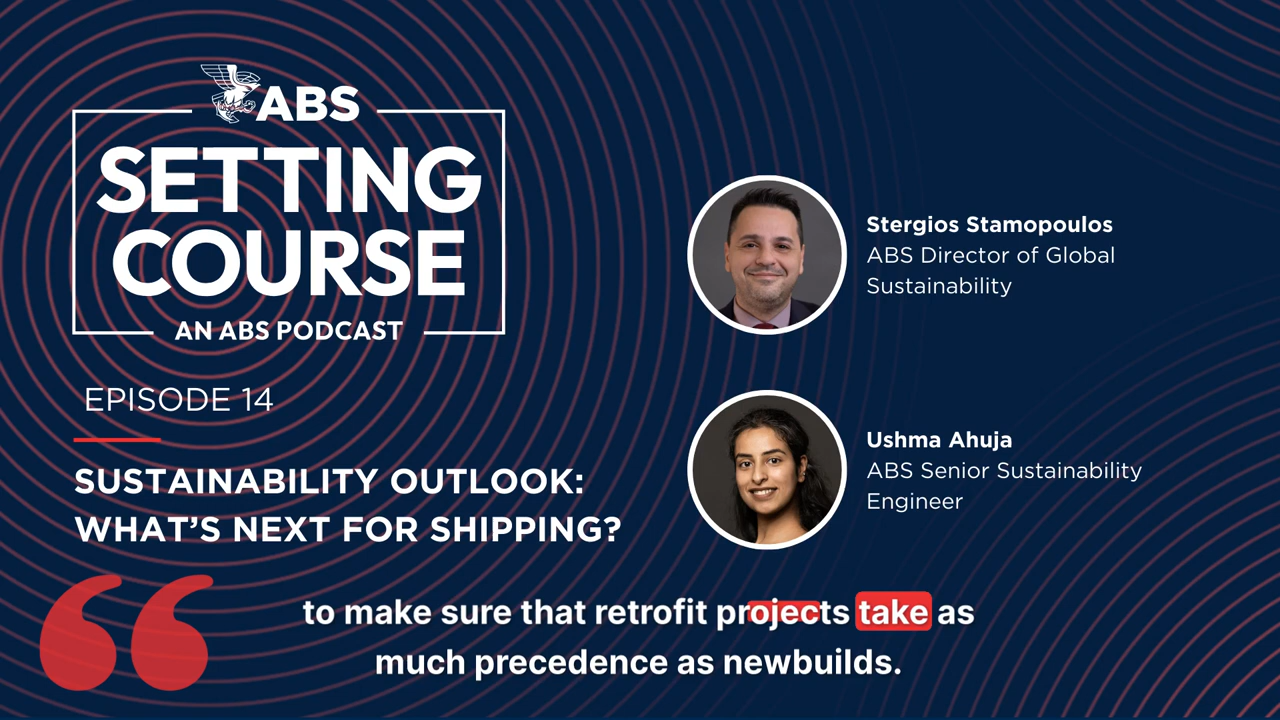 ABS
SETTING
COURSE
AN ABS PODCAST
EPISODE 14
SUSTAINABILITY OUTLOOK:
WHAT'S NEXT FOR SHIPPING?
Stergios Stamopoulos
ABS Director of Global
Sustainability
Ushma Ahuja
ABS Senior Sustainability
Engineer
“
to make sure that retrofit projects take as
much precedence as newbuilds.